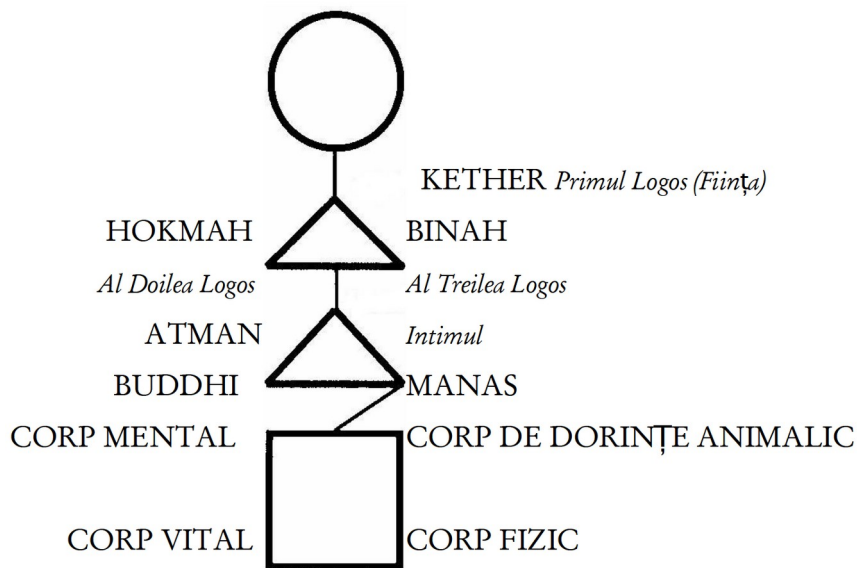 KETHER Primul Logos (Ființa)
HOKMAH BINAH
Al Doilea Logos Al Treilea Logos
ATMAN Intimul
BUDDHI MANAS
CORP MENTAL CORP DE DORINȚE ANIMALIC
CORP VITAL CORP FIZIC